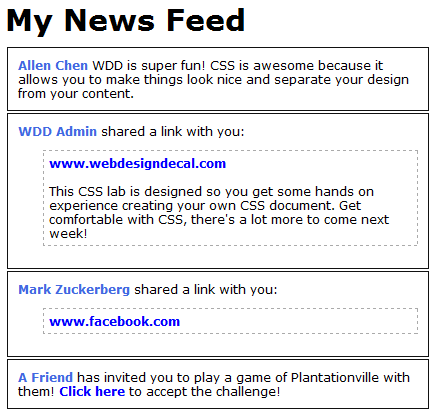 My News Feed
Allen Chen WDD is super fun! CSS is awesome because it
allows you to make things look nice and separate your design
from your content.
WDD Admin shared a link with you:
www.webdesigndecal.com
This CSS lab is designed so you get some hands on
experience creating your own CSS document. Get
comfortable with CSS, there's a lot more to come next
week!
Mark Zuckerberg shared a link with you:
www.facebook.com
A Friend has invited you to play a game of Plantationville with
them! Click here to accept the challenge!